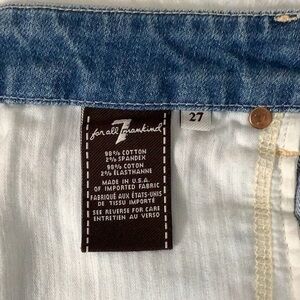 7
for all mankind
27
98% COTTON
2% SPANDEX
98% COTON
2% ÉLASTHANNE
MADE IN U.S.A.
OF IMPORTED FABRIC
FABRIQUÉ AUX ÉTATS-UNIS
DE TISSU IMPORTÉ
SEE REVERSE FOR CARE
ENTRETIEN AU VERSO